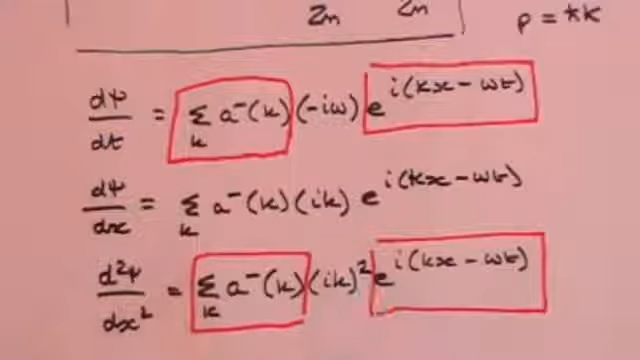 2m 2m
p = ℏk
dψ/dt = Σ_k a⁻(k)(-iω) e^{i(kx - ωt)}
dψ/dx = Σ_k a⁻(k)(ik) e^{i(kx - ωt)}
d²ψ/dx² = Σ_k a⁻(k)(ik)² e^{i(kx - ωt)}